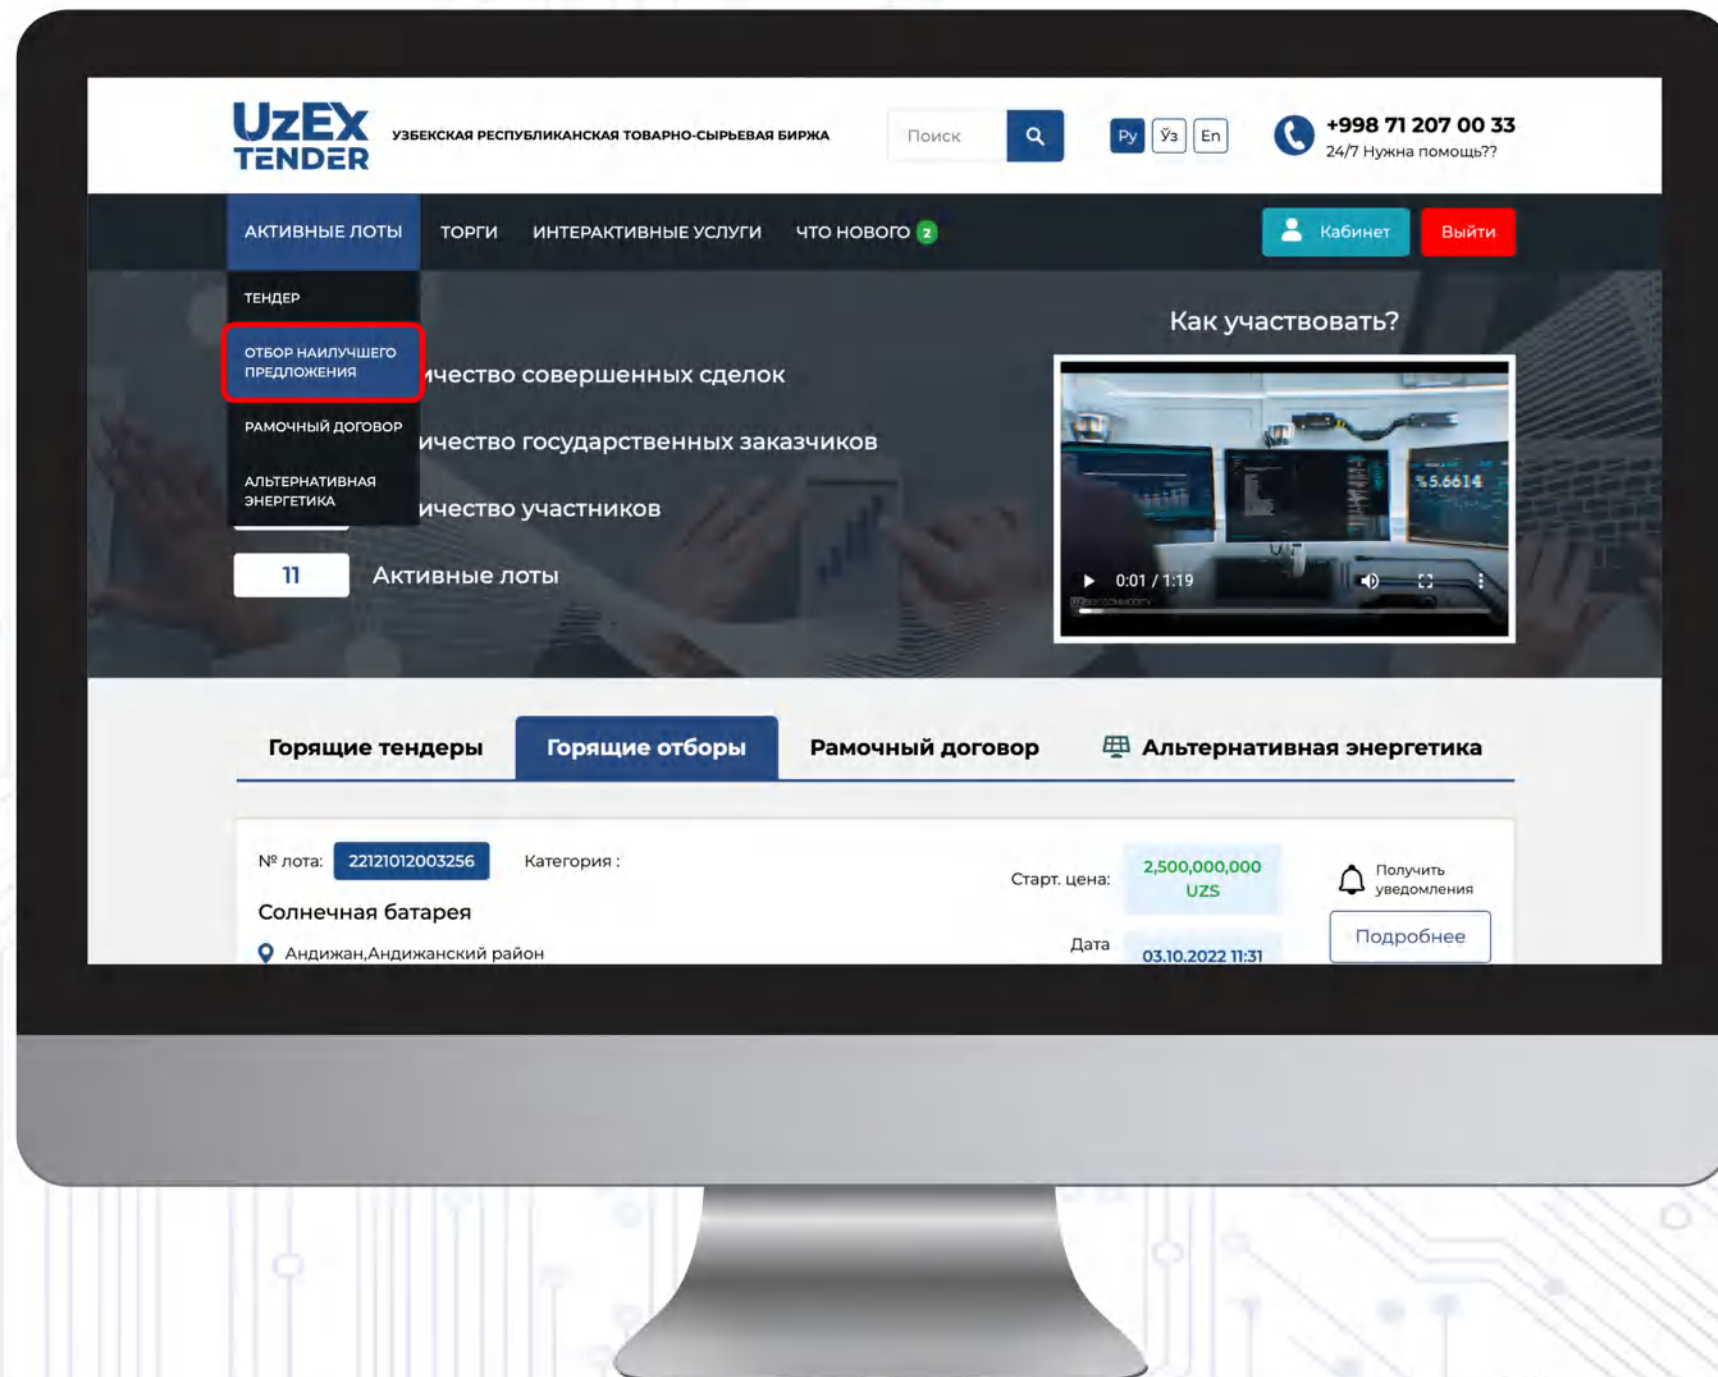 UzEX
TENDER
УЗБЕКСКАЯ РЕСПУБЛИКАНСКАЯ ТОВАРНО-СЫРЬЕВАЯ БИРЖА
Поиск
Ру Ўз En
+998 71 207 00 33
24/7 Нужна помощь??
АКТИВНЫЕ ЛОТЫ ТОРГИ ИНТЕРАКТИВНЫЕ УСЛУГИ ЧТО НОВОГО 2
Кабинет Выйти
ТЕНДЕР
ОТБОР НАИЛУЧШЕГО
ПРЕДЛОЖЕНИЯ
РАМОЧНЫЙ ДОГОВОР
АЛЬТЕРНАТИВНАЯ
ЭНЕРГЕТИКА
ичество совершенных сделок
ичество государственных заказчиков
ичество участников
11 Активные лоты
Как участвовать?
%5.6614
0:01 / 1:19
Горящие тендеры Горящие отборы Рамочный договор Альтернативная энергетика
№ лота: 22121012003256 Категория :
Солнечная батарея
Андижан,Андижанский район
Старт. цена: 2,500,000,000
UZS
Дата 03.10.2022 11:31
Получить
уведомления
Подробнее